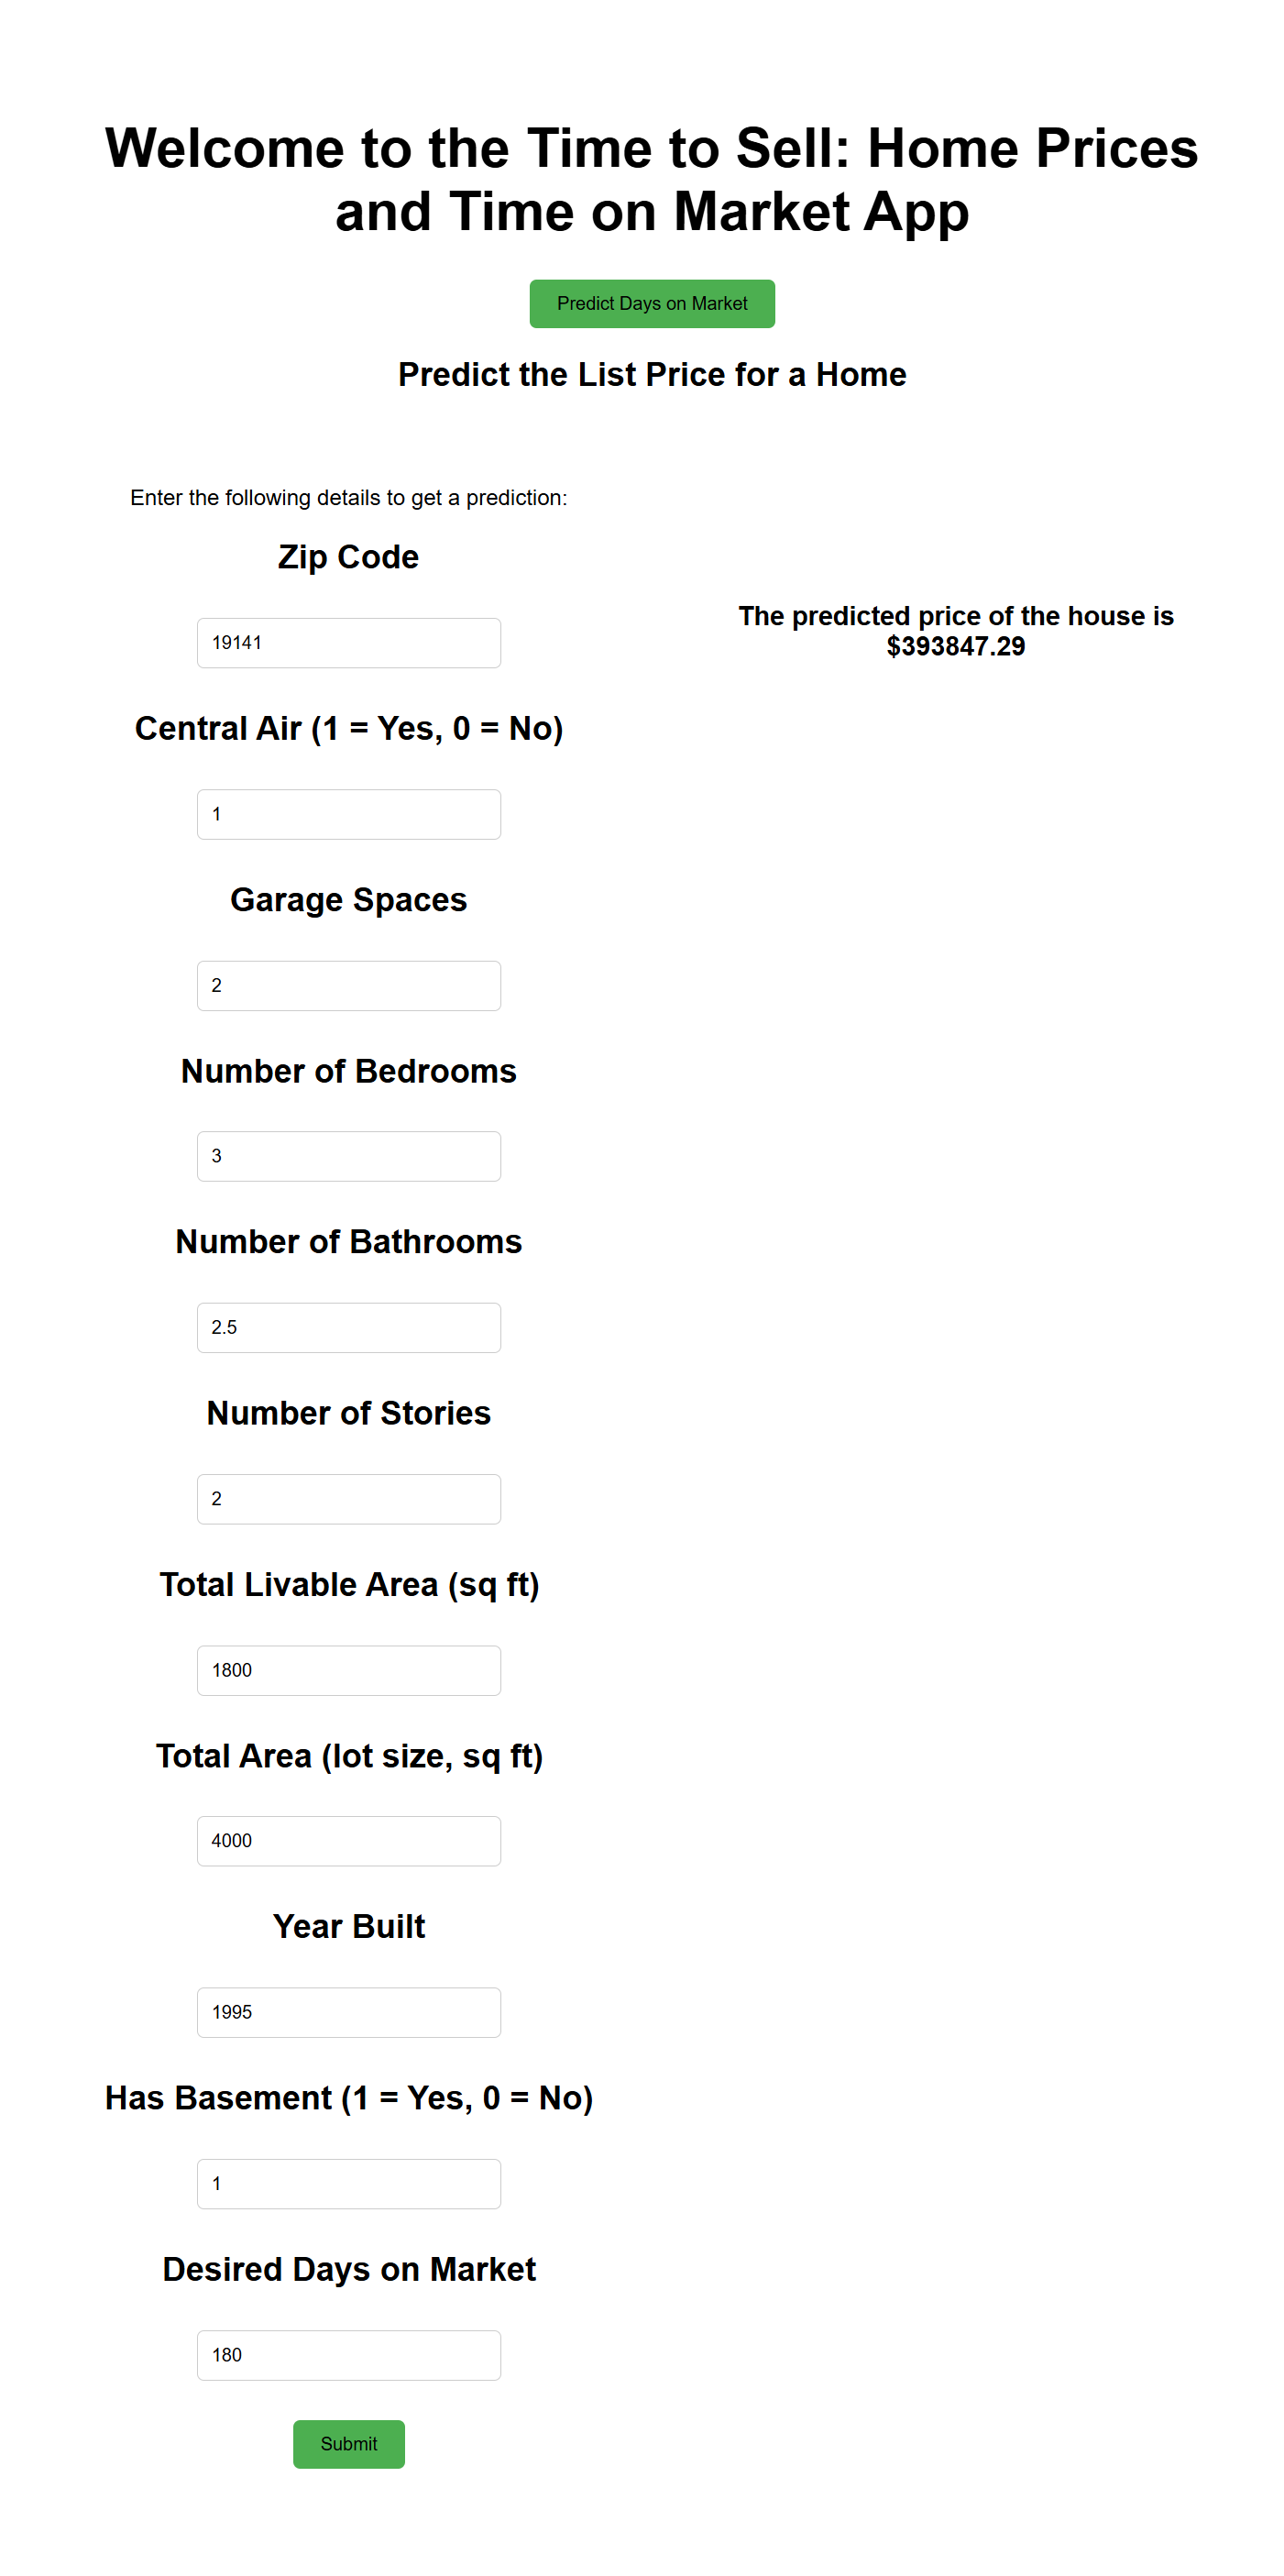 Welcome to the Time to Sell: Home Prices
and Time on Market App
Predict Days on Market
Predict the List Price for a Home
Enter the following details to get a prediction:
Zip Code
19141
Central Air (1 = Yes, 0 = No)
1
Garage Spaces
2
Number of Bedrooms
3
Number of Bathrooms
2.5
Number of Stories
2
Total Livable Area (sq ft)
1800
Total Area (lot size, sq ft)
4000
Year Built
1995
Has Basement (1 = Yes, 0 = No)
1
Desired Days on Market
180
Submit
The predicted price of the house is
$393847.29